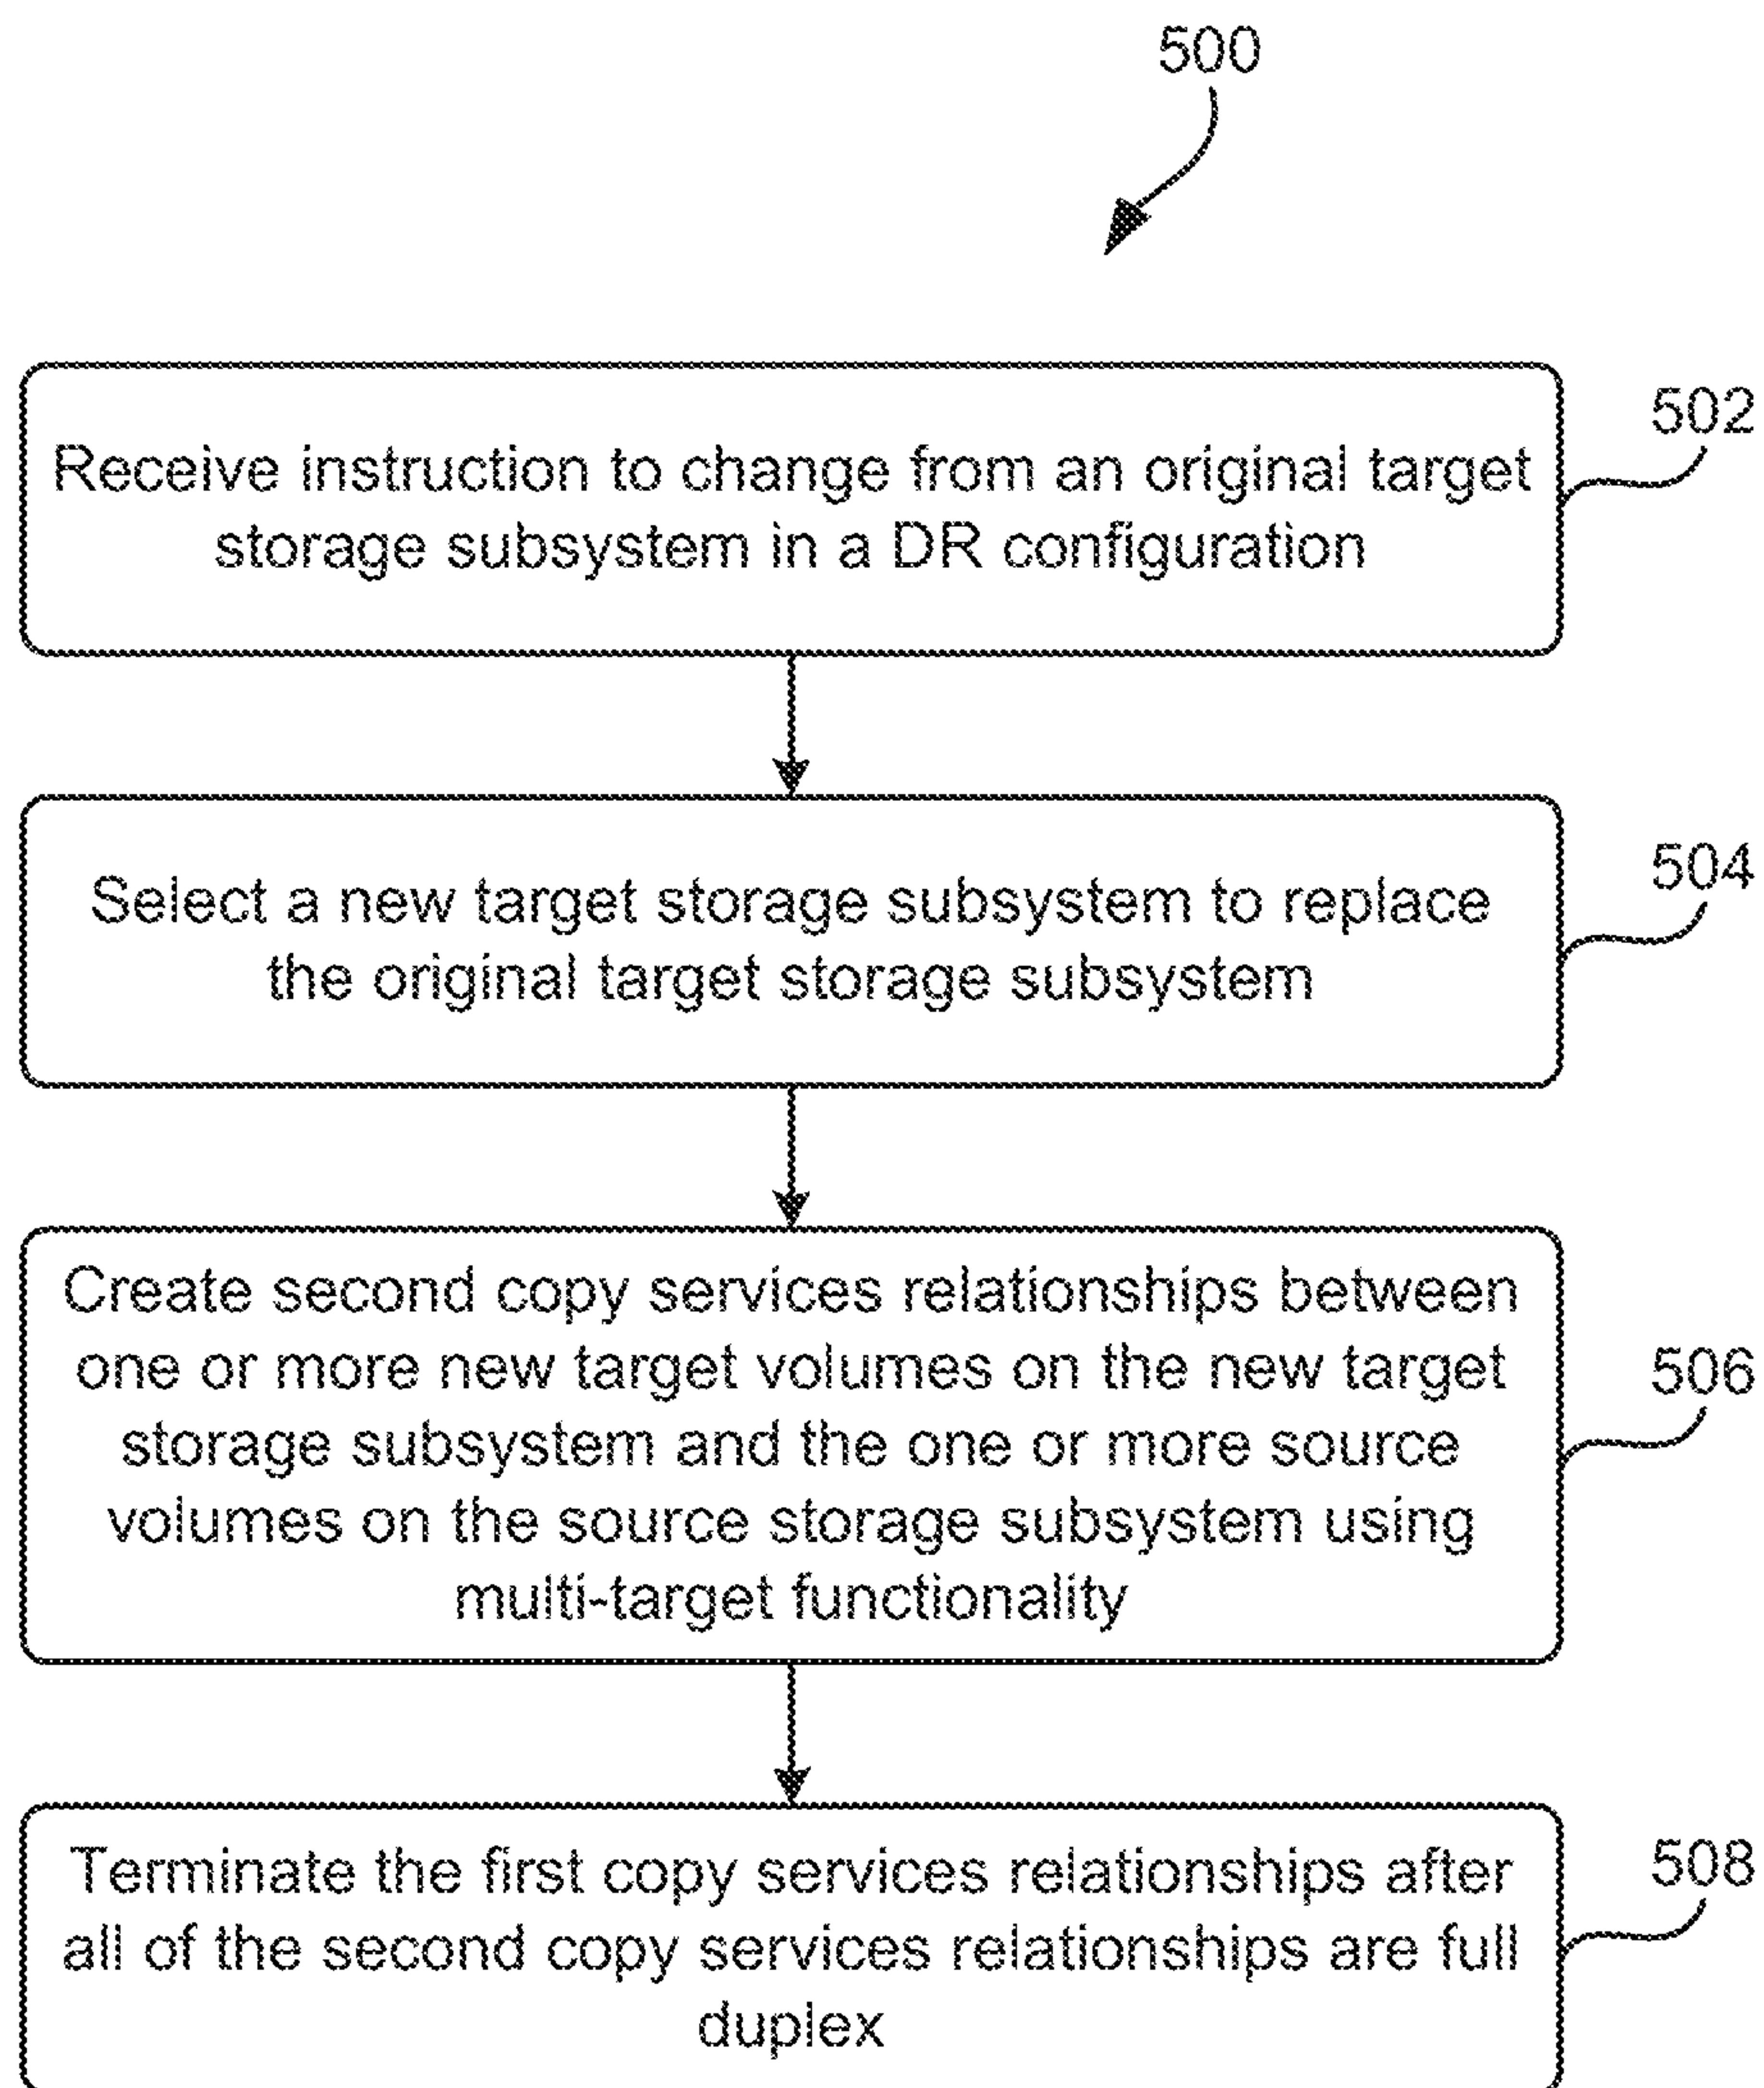 500
502
Receive instruction to change from an original target
storage subsystem in a DR configuration
504
Select a new target storage subsystem to replace
the original target storage subsystem
Create second copy services relationships between
one or more new target volumes on the new target
506
storage subsystem and the one or more source
volumes on the source storage subsystem using
multi-target functionality
508
Terminate the first copy services relationships after
all of the second copy services relationships are full
duplex